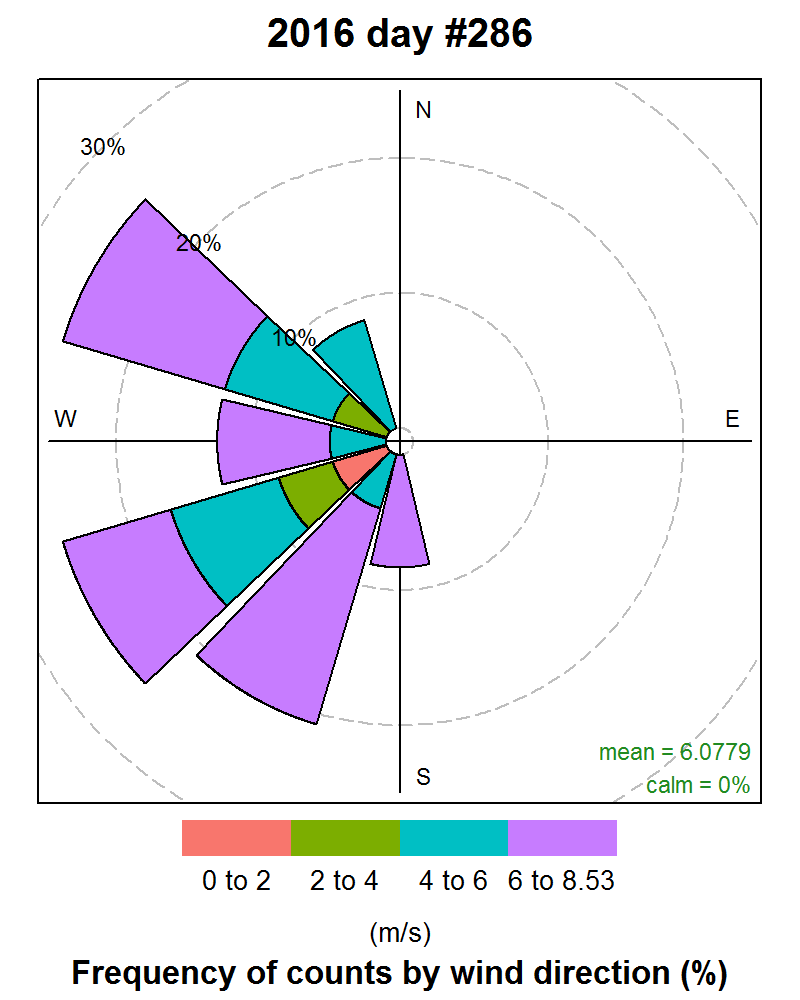 2016 day #286
N
30%
20%
10%
W
E
S
mean = 6.0779
calm = 0%
0 to 2 2 to 4 4 to 6 6 to 8.53
(m/s)
Frequency of counts by wind direction (%)